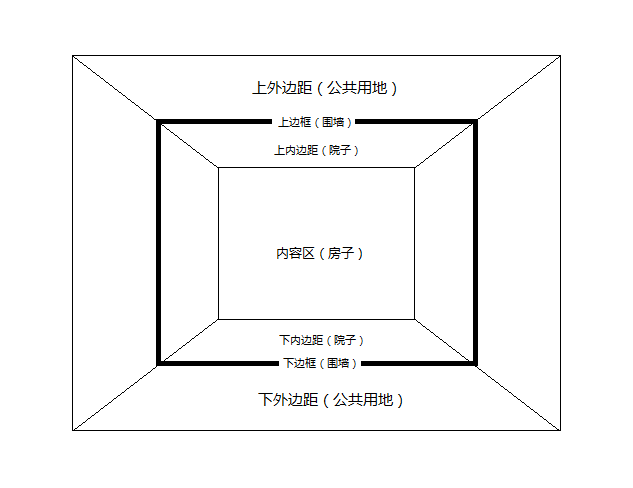 上外边距（公共用地）
上边框（围墙）
上内边距（院子）
内容区（房子）
下内边距（院子）
下边框（围墙）
下外边距（公共用地）